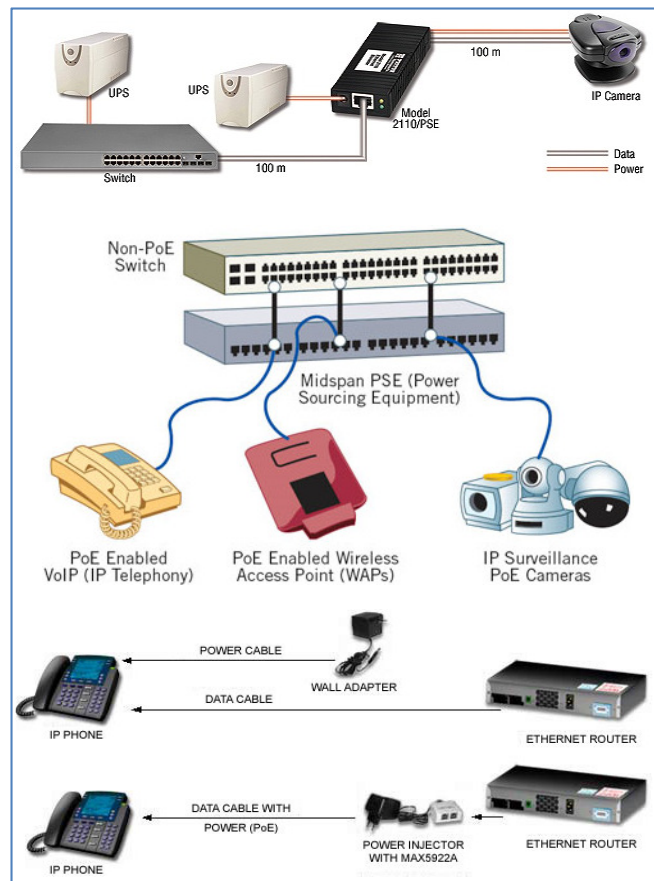 UPS
UPS
Model
2110/PSE
100 m
IP Camera
Switch
100 m
Data
Power
Non-PoE
Switch
Midspan PSE (Power
Sourcing Equipment)
PoE Enabled
VoIP (IP Telephony)
PoE Enabled Wireless
Access Point (WAPs)
IP Surveillance
PoE Cameras
POWER CABLE
WALL ADAPTER
DATA CABLE
IP PHONE
ETHERNET ROUTER
DATA CABLE WITH
POWER (PoE)
POWER INJECTOR
WITH MAX5922A
IP PHONE
ETHERNET ROUTER